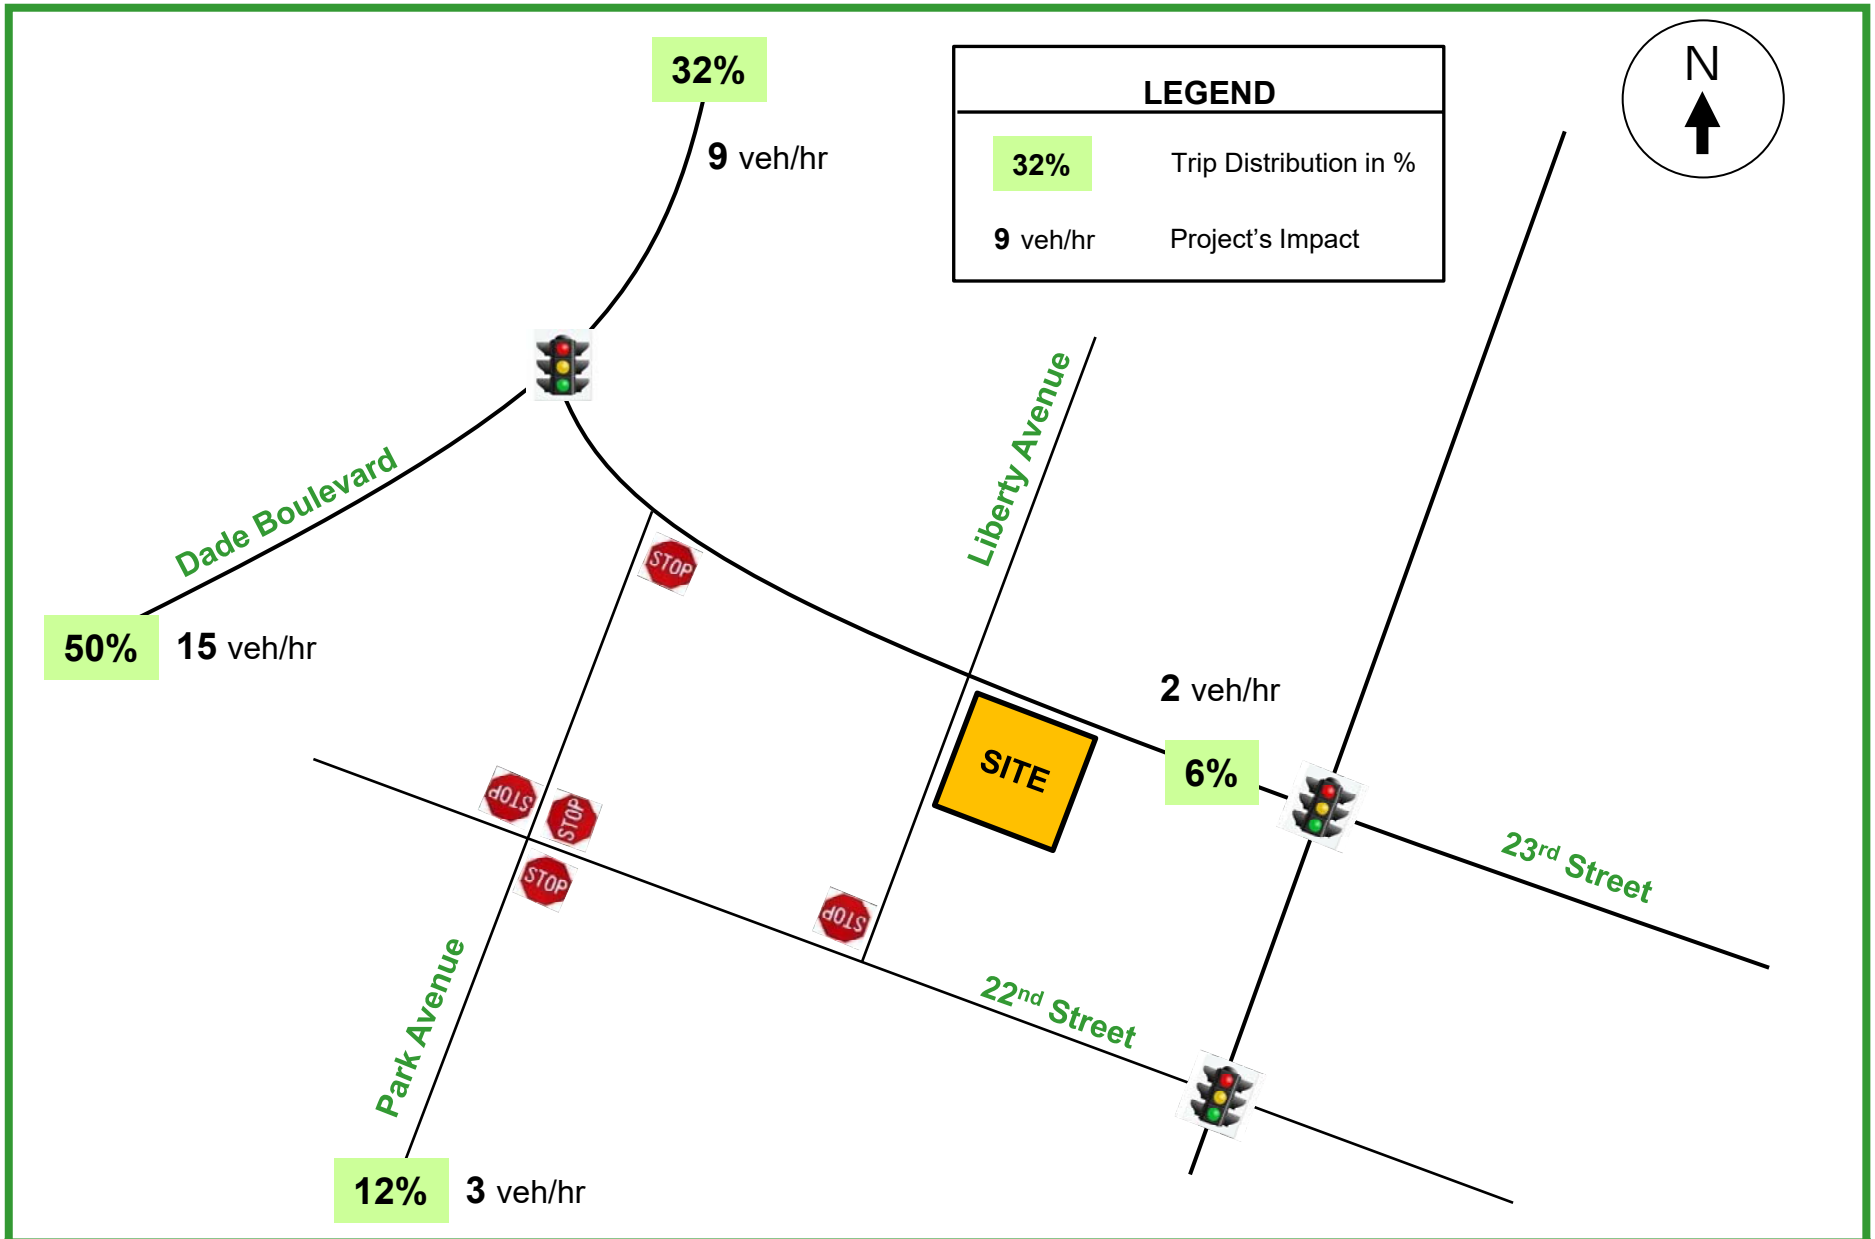 32%
9 veh/hr
LEGEND
32% Trip Distribution in %
9 veh/hr Project's Impact
N
Liberty Avenue
Dade Boulevard
STOP
50% 15 veh/hr
2 veh/hr
6%
SITE
STOP
STOP
STOP
STOP
23rd Street
22nd Street
Park Avenue
12% 3 veh/hr